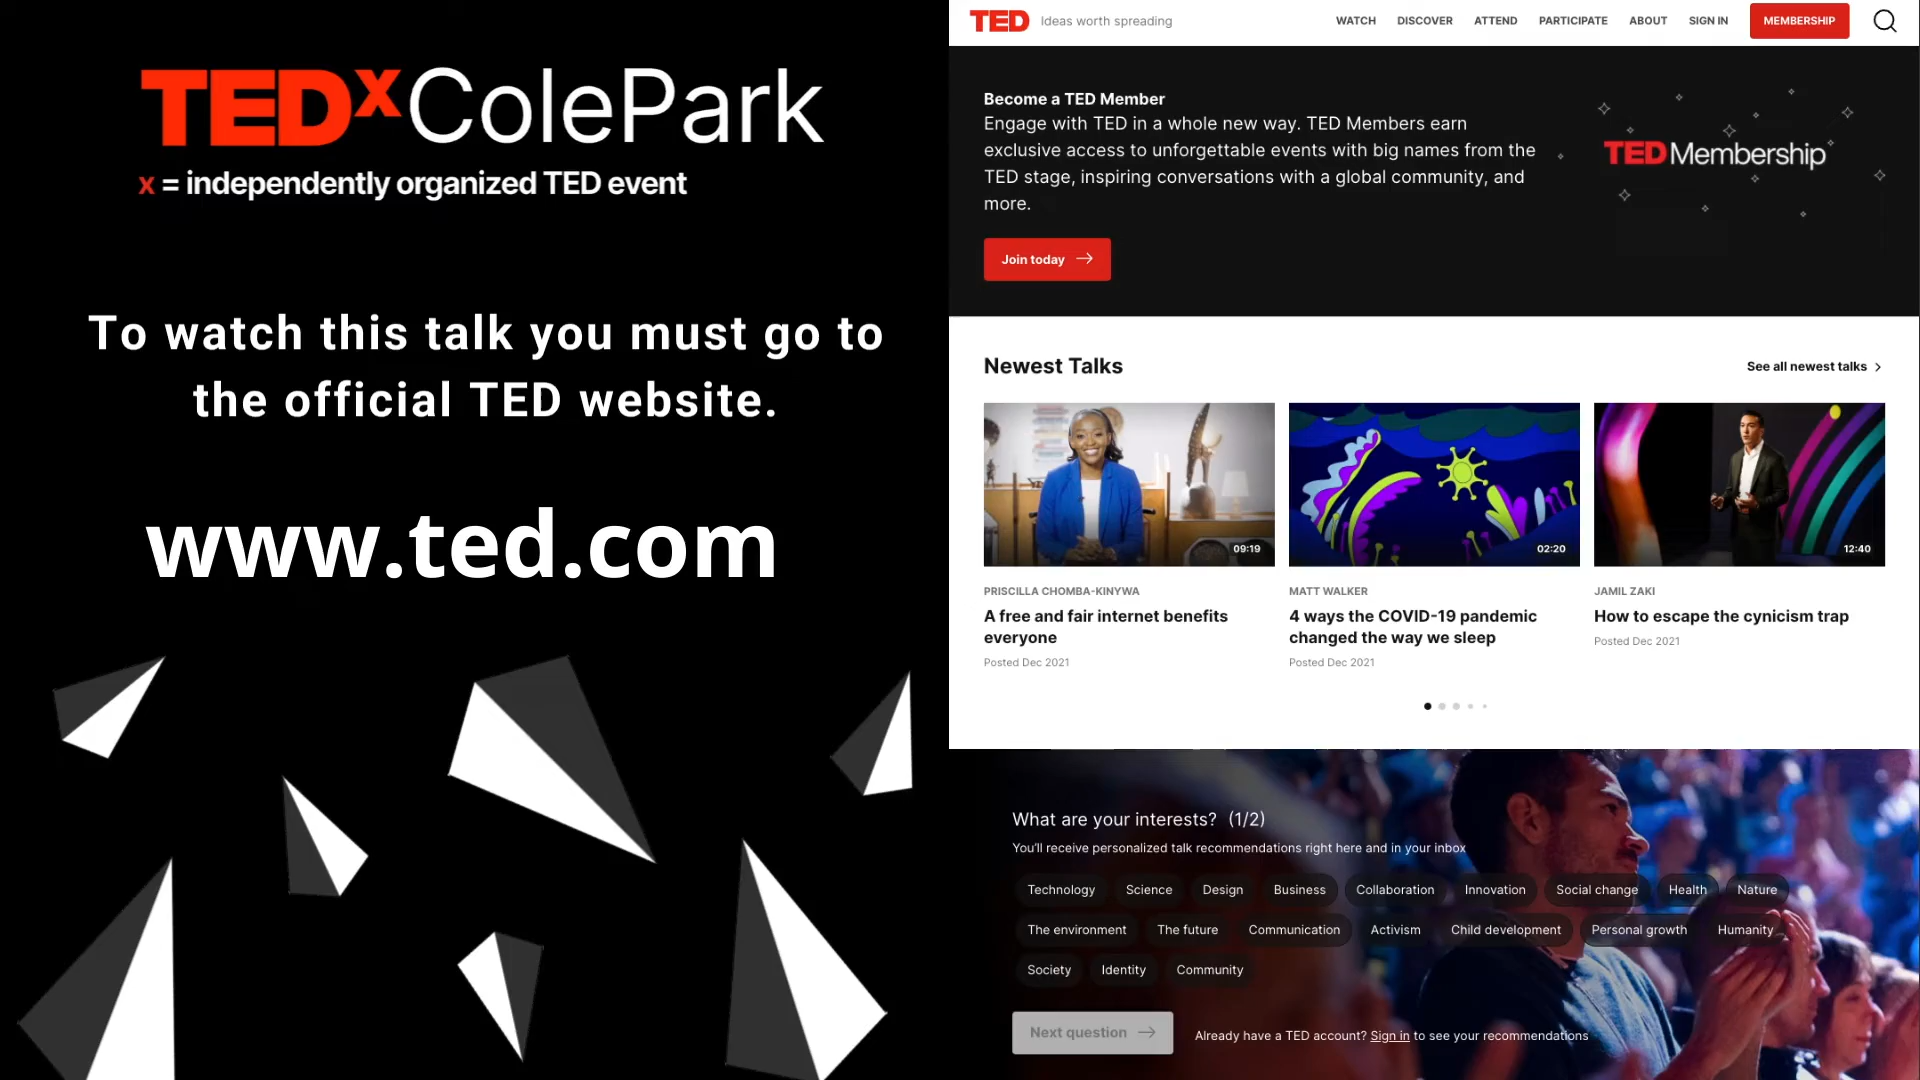 TEDxColePark
x = independently organized TED event
To watch this talk you must go to
the official TED website.
www.ted.com
TED Ideas worth spreading
WATCH DISCOVER ATTEND PARTICIPATE ABOUT SIGN IN MEMBERSHIP
Become a TED Member
Engage with TED in a whole new way. TED Members earn
exclusive access to unforgettable events with big names from the
TED stage, inspiring conversations with a global community, and
more.
Join today
TED Membership
Newest Talks
See all newest talks
09:19
02:20
12:40
PRISCILLA CHOMBA-KINYWA
A free and fair internet benefits
everyone
Posted Dec 2021
MATT WALKER
4 ways the COVID-19 pandemic
changed the way we sleep
Posted Dec 2021
JAMIL ZAKI
How to escape the cynicism trap
Posted Dec 2021
What are your interests? (1/2)
You'll receive personalized talk recommendations right here and in your inbox
Technology Science Design Business Collaboration Innovation Social change Health Nature
The environment The future Communication Activism Child development Personal growth Humanity
Society Identity Community
Next question
Already have a TED account? Sign in to see your recommendations